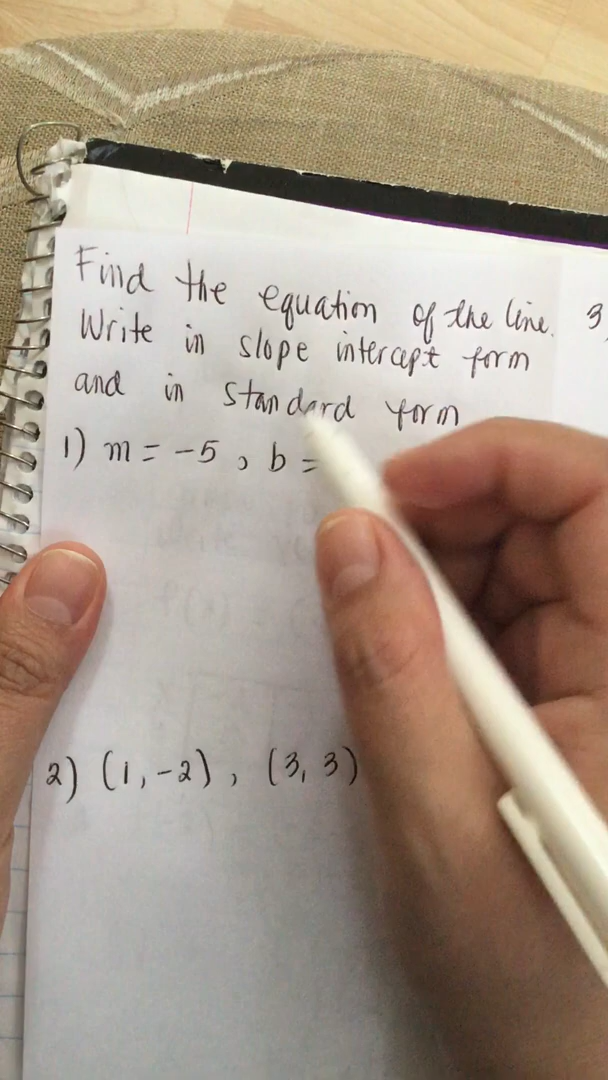 Find the equation of the line. 3,
Write in slope intercept form
and in standard form
1) m = -5 , b =
2) (1, -2) , (3, 3)